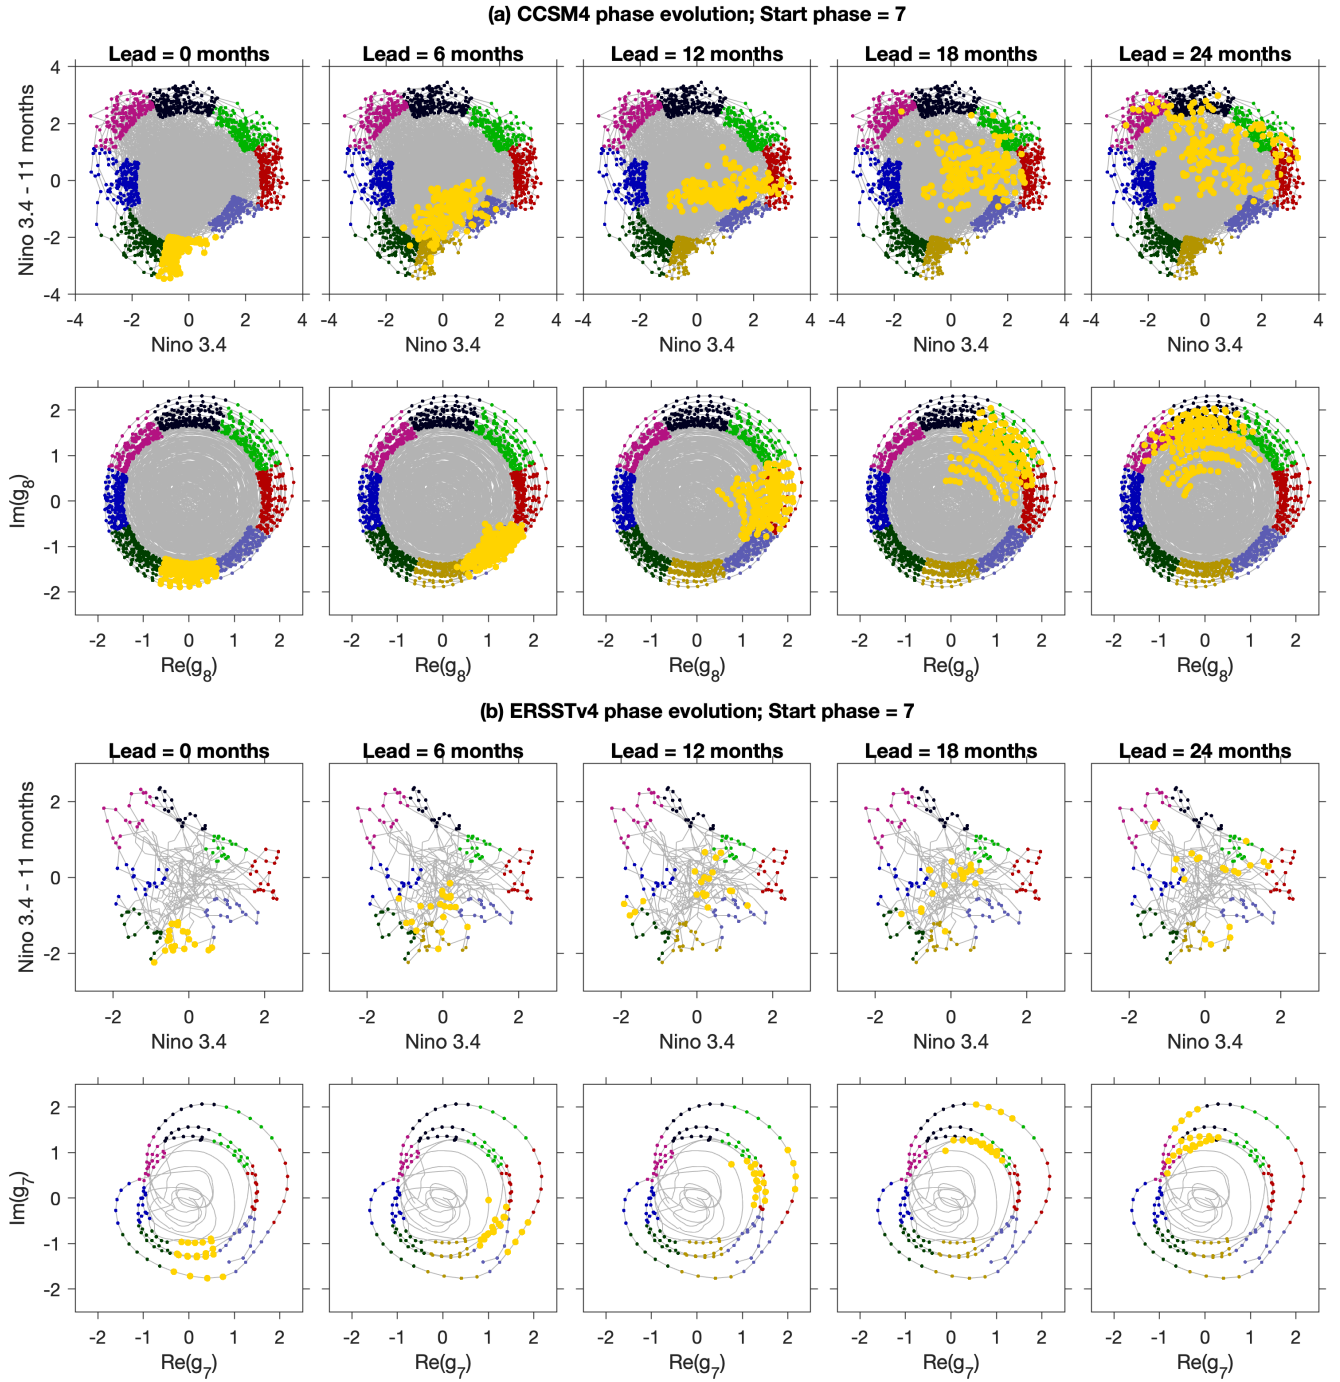 (a) CCSM4 phase evolution; Start phase = 7
Lead = 0 months Lead = 6 months Lead = 12 months Lead = 18 months Lead = 24 months
Nino 3.4 - 11 months
4
2
0
-2
-4
-4 -2 0 2 4 -4 -2 0 2 4 -4 -2 0 2 4 -4 -2 0 2 4 -4 -2 0 2 4
Nino 3.4 Nino 3.4 Nino 3.4 Nino 3.4 Nino 3.4
Im(g8)
2
1
0
-1
-2
-2 -1 0 1 2 -2 -1 0 1 2 -2 -1 0 1 2 -2 -1 0 1 2 -2 -1 0 1 2
Re(g8) Re(g8) Re(g8) Re(g8) Re(g8)
(b) ERSSTv4 phase evolution; Start phase = 7
Lead = 0 months Lead = 6 months Lead = 12 months Lead = 18 months Lead = 24 months
Nino 3.4 - 11 months
2
0
-2
-2 0 2 -2 0 2 -2 0 2 -2 0 2 -2 0 2
Nino 3.4 Nino 3.4 Nino 3.4 Nino 3.4 Nino 3.4
Im(g7)
2
1
0
-1
-2
-2 -1 0 1 2 -2 -1 0 1 2 -2 -1 0 1 2 -2 -1 0 1 2 -2 -1 0 1 2
Re(g7) Re(g7) Re(g7) Re(g7) Re(g7)